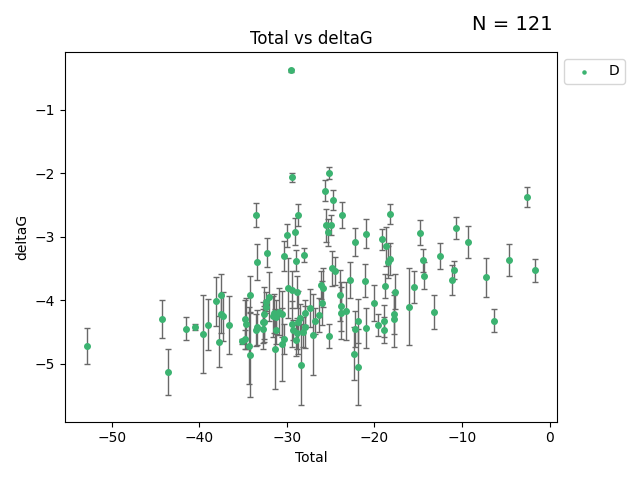 N = 121
Total vs deltaG
D
−1
−2
−3
−4
−5
deltaG
−50 −40 −30 −20 −10 0
Total